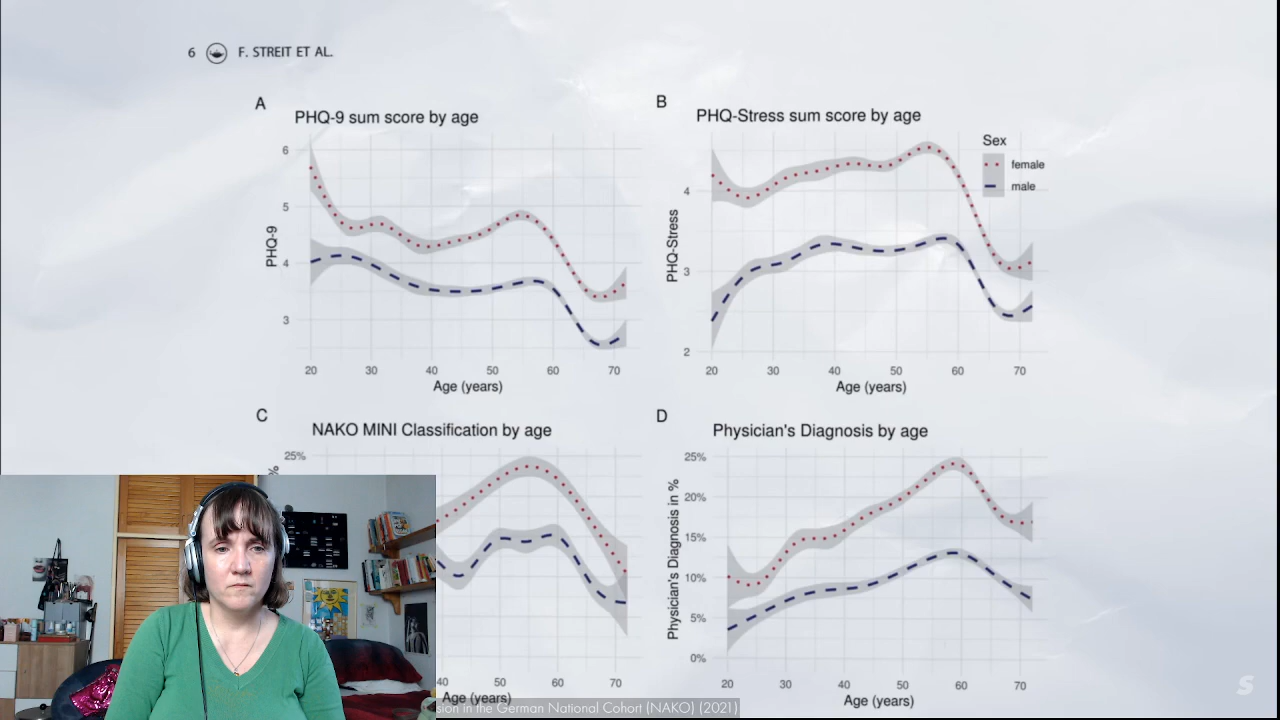 6 F. STREIT ET AL.
A
PHQ-9 sum score by age
PHQ-9
6
5
4
3
20 30 40 50 60 70
Age (years)
B
PHQ-Stress sum score by age
PHQ-Stress
4
3
2
20 30 40 50 60 70
Age (years)
Sex
female
male
C
NAKO MINI Classification by age
25%
%
40 50 60 70
Age (years)
D
Physician's Diagnosis by age
Physician's Diagnosis in %
25%
20%
15%
10%
5%
0%
20 30 40 50 60 70
Age (years)
sion in the German National Cohort (NAKO) (2021)
S